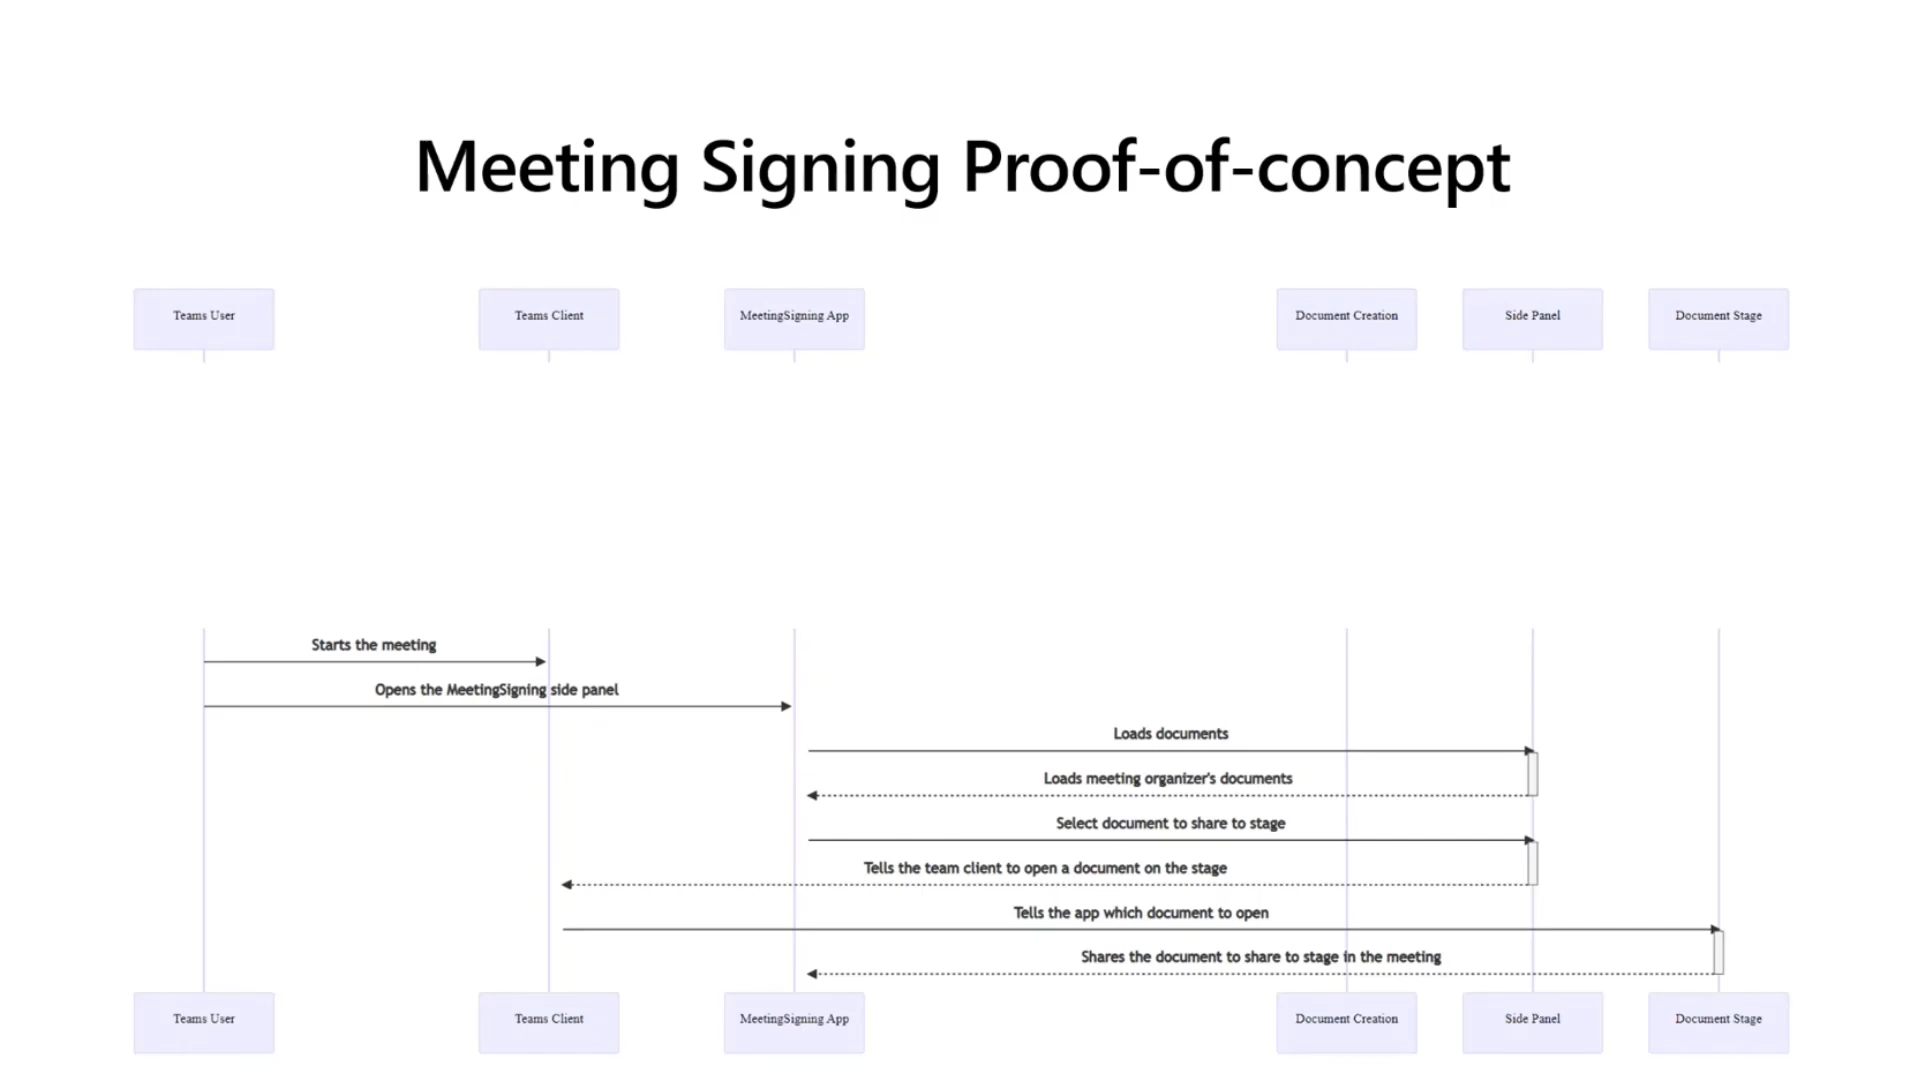 Meeting Signing Proof-of-concept
Teams User
Teams Client
MeetingSigning App
Document Creation
Side Panel
Document Stage
Starts the meeting
Opens the MeetingSigning side panel
Loads documents
Loads meeting organizer's documents
Select document to share to stage
Tells the team client to open a document on the stage
Tells the app which document to open
Shares the document to share to stage in the meeting
Teams User
Teams Client
MeetingSigning App
Document Creation
Side Panel
Document Stage